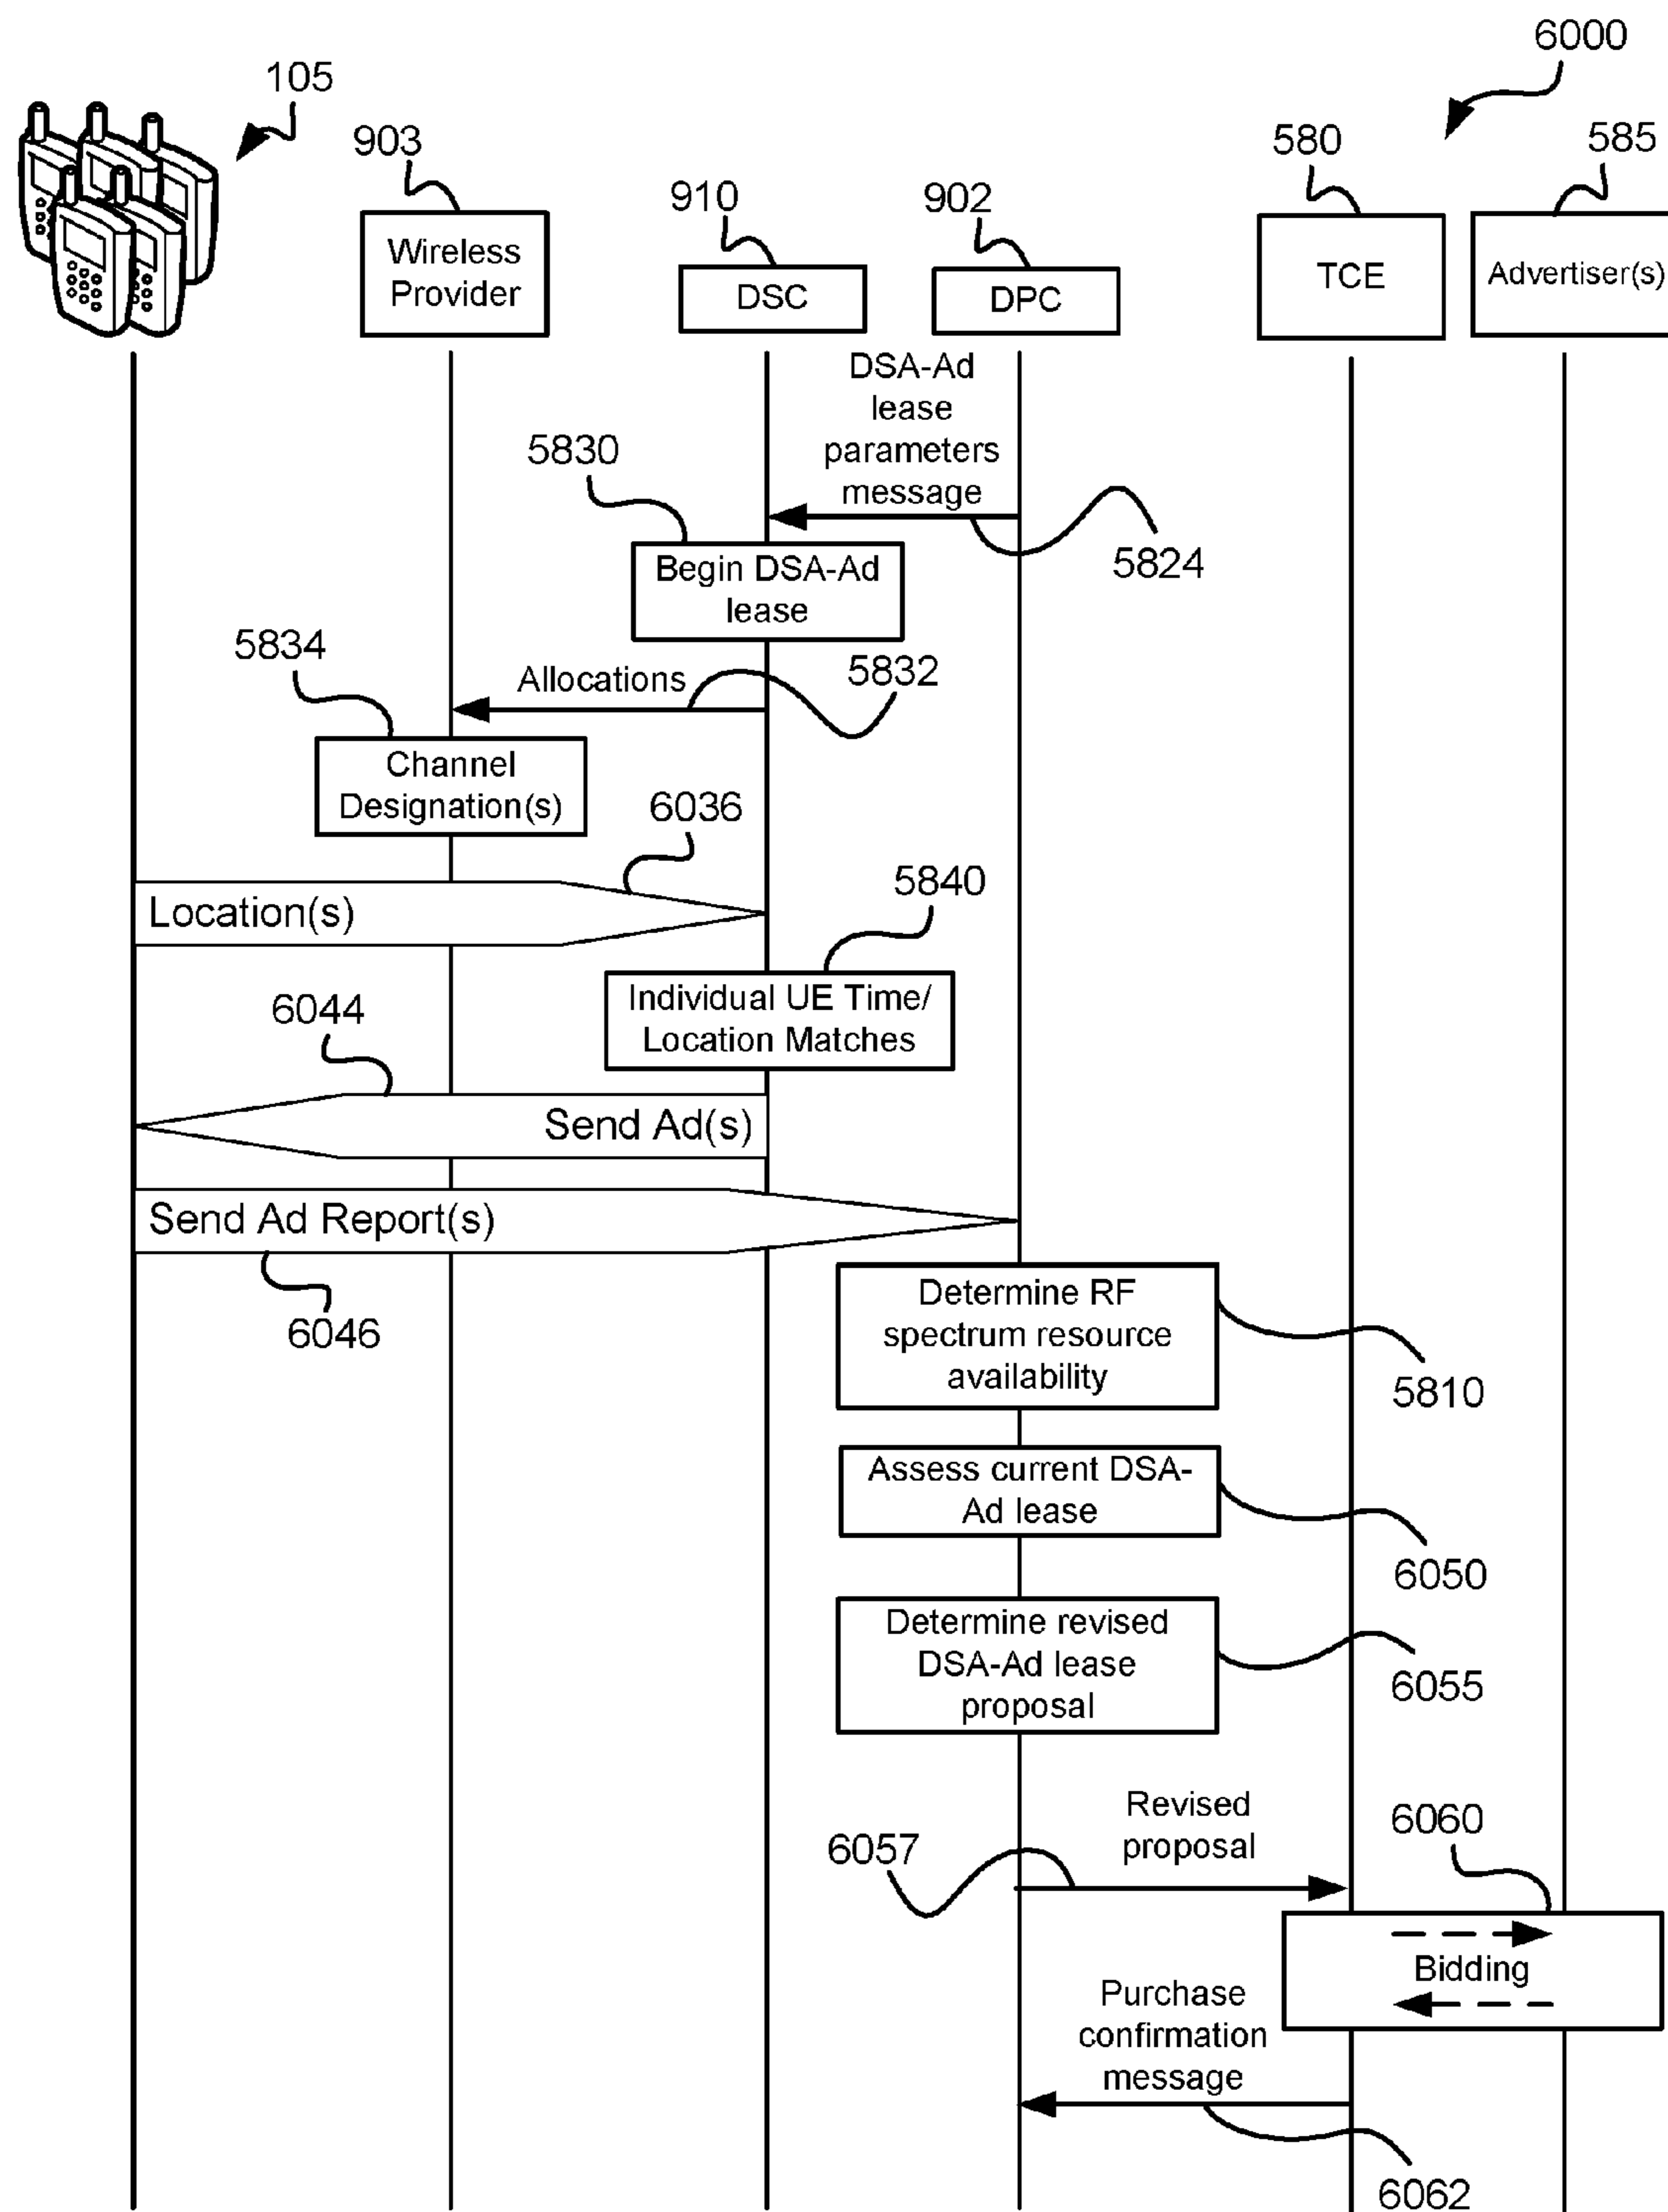 6000
105
903
580
585
910
902
Wireless
Provider
DSC
DPC
TCE
Advertiser(s)
DSA-Ad
lease
parameters
message
5830
5824
Begin DSA-Ad
lease
5834
Allocations
5832
Channel
Designation(s)
6036
Location(s)
5840
Individual UE Time/
Location Matches
6044
Send Ad(s)
Send Ad Report(s)
6046
Determine RF
spectrum resource
availability
5810
Assess current DSA-
Ad lease
6050
Determine revised
DSA-Ad lease
proposal
6055
Revised
proposal
6057
6060
Bidding
Purchase
confirmation
message
6062